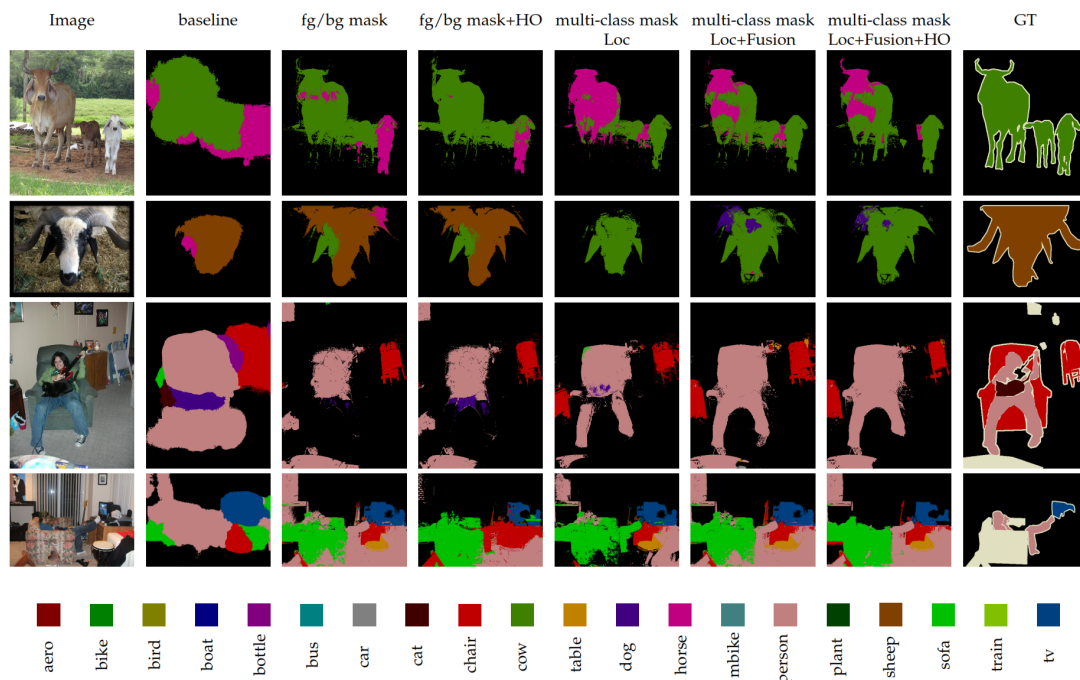 Image
baseline
fg/bg mask
fg/bg mask+HO
multi-class mask
Loc
multi-class mask
Loc+Fusion
multi-class mask
Loc+Fusion+HO
GT
aero
bike
bird
boat
bottle
bus
car
cat
chair
cow
table
dog
horse
mbike
person
plant
sheep
sofa
train
tv